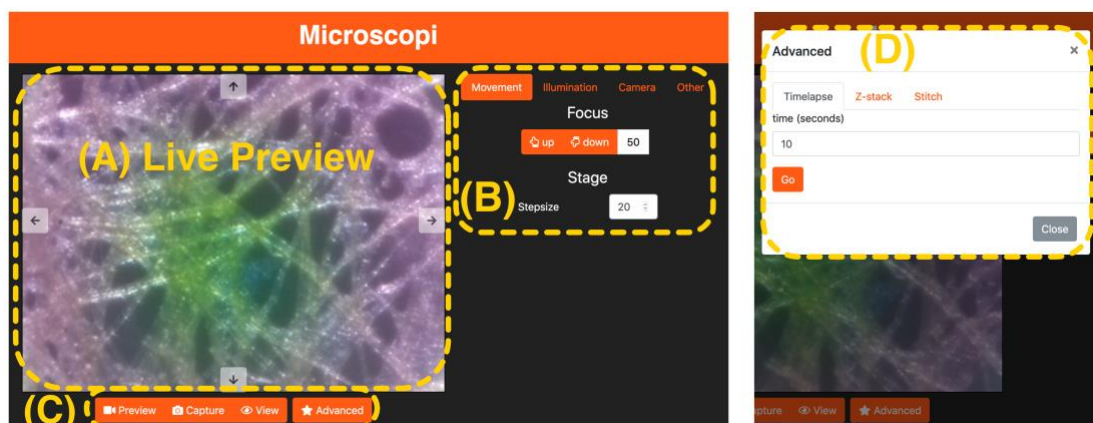 Microscopi
(A) Live Preview
Movement Illumination Camera Other
Focus
up down 50
Stage
(B)
Stepsize 20
(C)
Preview Capture View Advanced
(D)
Advanced ×
Timelapse Z-stack Stitch
time (seconds)
10
Go
Close
pture View Advanced